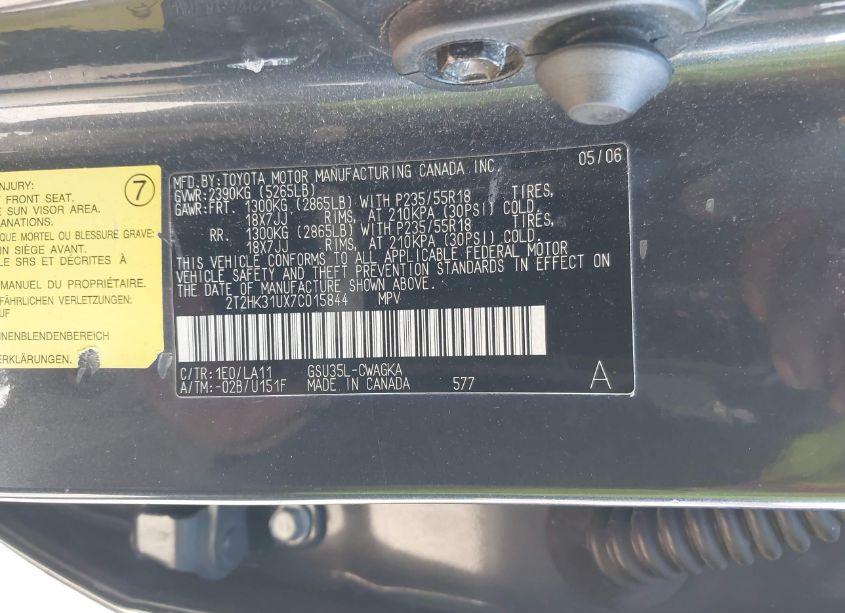 NJURY:
FRONT SEAT.
E SUN VISOR AREA.
ANATIONS.
QUE MORTEL OU BLESSURE GRAVE:
UN SIÈGE AVANT.
LE SRS ET DÉCRITES À
MANUEL DU PROPRIÉTAIRE.
FÄHRLICHEN VERLETZUNGEN:
UF
NNENBLENDENBEREICH
ERKLÄRUNGEN.
7
MFD.BY:TOYOTA MOTOR MANUFACTURING CANADA INC 05/06
GVWR:2390KG (5265LB)
GAWR:FRT. 1300KG (2865LB) WITH P235/55R18 TIRES,
18X7JJ RIMS, AT 210KPA (30PSI) COLD,
RR. 1300KG (2865LB) WITH P235/55R18 TIRES,
18X7JJ RIMS, AT 210KPA (30PSI) COLD,
THIS VEHICLE CONFORMS TO ALL APPLICABLE FEDERAL MOTOR
VEHICLE SAFETY AND THEFT PREVENTION STANDARDS IN EFFECT ON
THE DATE OF MANUFACTURE SHOWN ABOVE.
2T2HK31UX7C015844 MPV
C/TR:1E0/LA11 GSU35L-CWAGKA
A/TM:-02B/U151F MADE IN CANADA 577 A